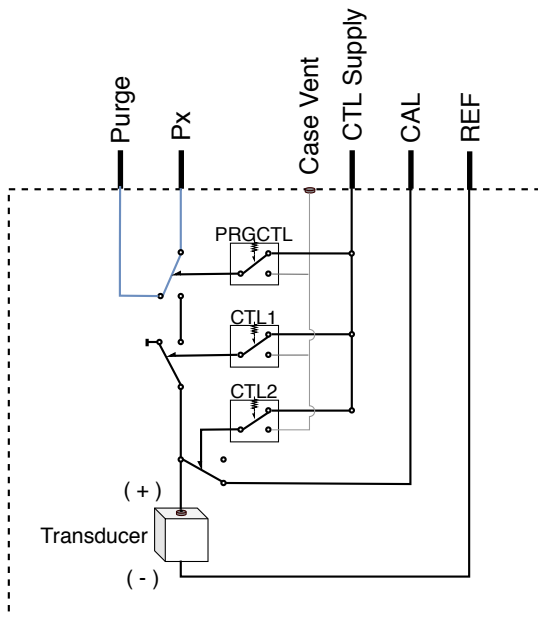 Purge
Px
Case Vent
CTL Supply
CAL
REF
PRGCTL
CTL1
CTL2
( + )
Transducer
( - )